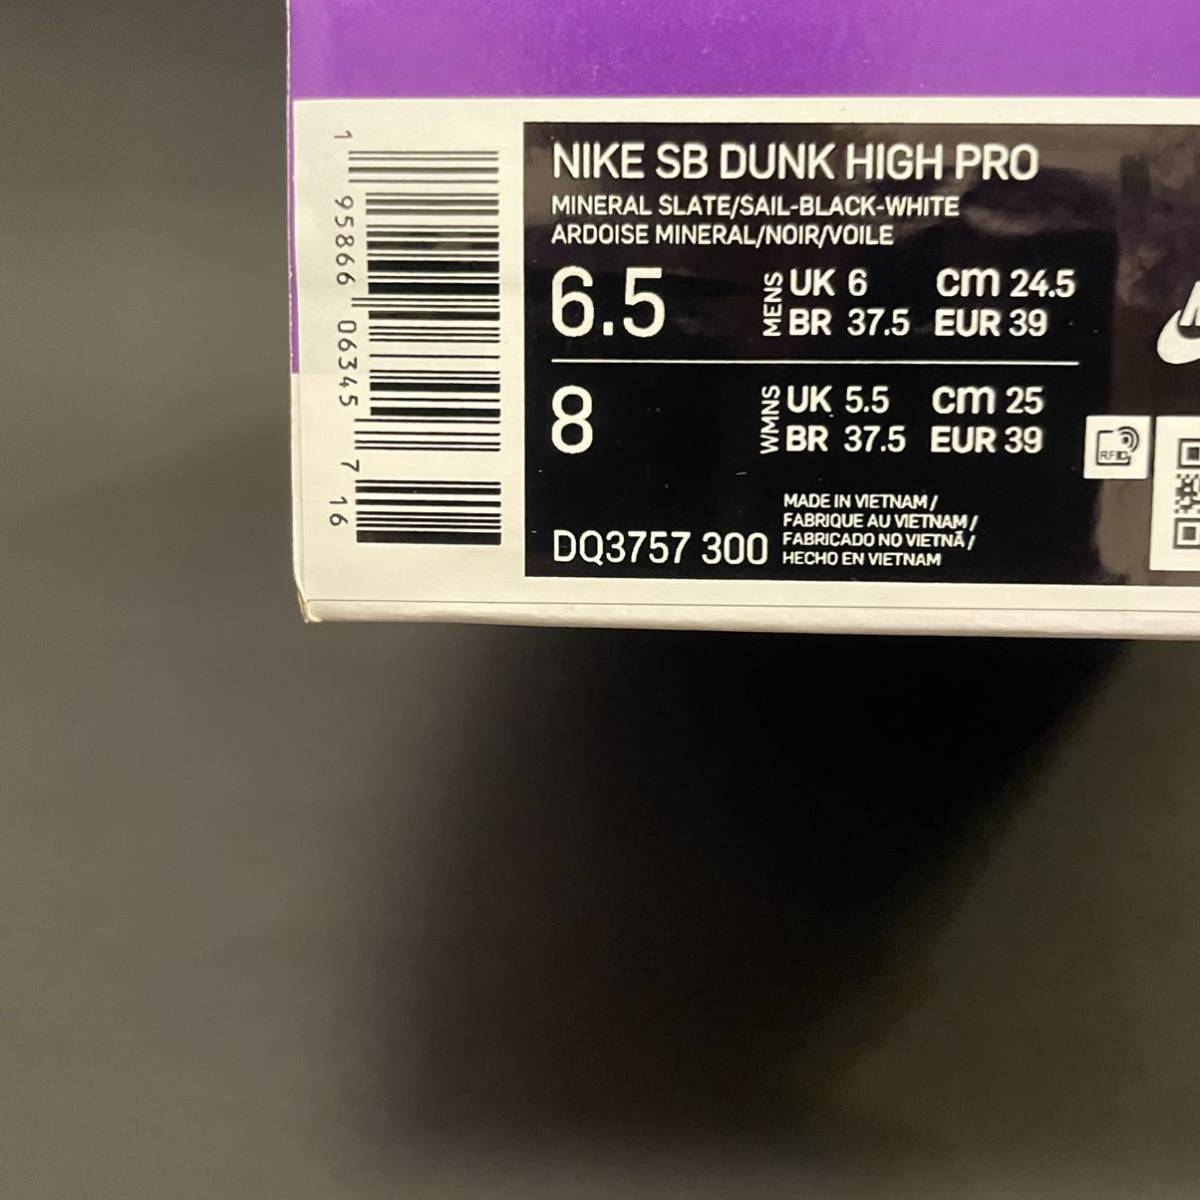 NIKE SB DUNK HIGH PRO
MINERAL SLATE/SAIL-BLACK-WHITE
ARDOISE MINERAL/NOIR/VOILE
6.5 MENS UK 6 cm 24.5
BR 37.5 EUR 39
8 WMNS UK 5.5 cm 25
BR 37.5 EUR 39
RFID
DQ3757 300
MADE IN VIETNAM /
FABRIQUE AU VIETNAM /
FABRICADO NO VIETNÃ /
HECHO EN VIETNAM
1 95866 06345 7 16